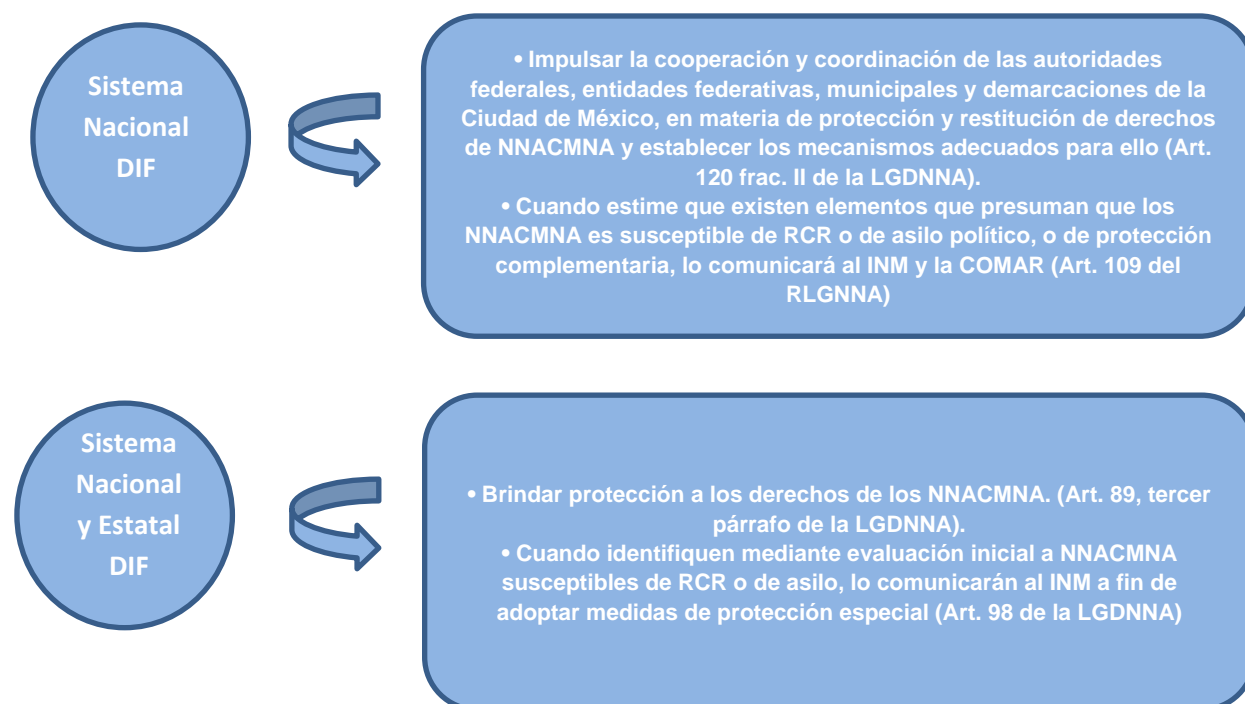 Sistema
Nacional
DIF
• Impulsar la cooperación y coordinación de las autoridades
federales, entidades federativas, municipales y demarcaciones de la
Ciudad de México, en materia de protección y restitución de derechos
de NNACMNA y establecer los mecanismos adecuados para ello (Art.
120 frac. II de la LGDNNA).
• Cuando estime que existen elementos que presuman que los
NNACMNA es susceptible de RCR o de asilo político, o de protección
complementaria, lo comunicará al INM y la COMAR (Art. 109 del
RLGNNA)
Sistema
Nacional
y Estatal
DIF
• Brindar protección a los derechos de los NNACMNA. (Art. 89, tercer
párrafo de la LGDNNA).
• Cuando identifiquen mediante evaluación inicial a NNACMNA
susceptibles de RCR o de asilo, lo comunicarán al INM a fin de
adoptar medidas de protección especial (Art. 98 de la LGDNNA)